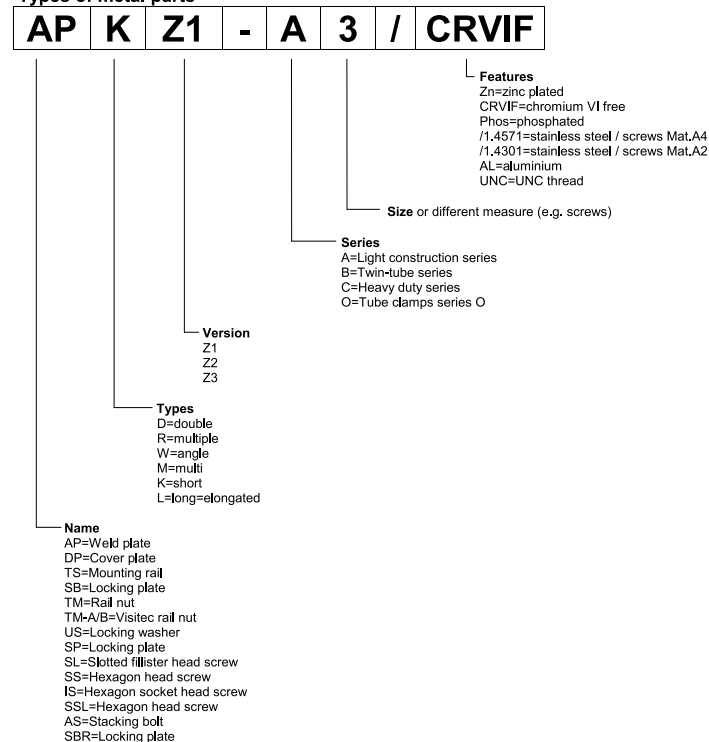 Types of metal parts
AP K Z1 - A 3 / CRVIF
Features
Zn=zinc plated
CRVIF=chromium VI free
Phos=phosphated
/1.4571=stainless steel / screws Mat.A4
/1.4301=stainless steel / screws Mat.A2
AL=aluminium
UNC=UNC thread
Size or different measure (e.g. screws)
Series
A=Light construction series
B=Twin-tube series
C=Heavy duty series
O=Tube clamps series O
Version
Z1
Z2
Z3
Types
D=double
R=multiple
W=angle
M=multi
K=short
L=long=elongated
Name
AP=Weld plate
DP=Cover plate
TS=Mounting rail
SB=Locking plate
TM=Rail nut
TM-A/B=Visitec rail nut
US=Locking washer
SP=Locking plate
SL=Slotted fillister head screw
SS=Hexagon head screw
IS=Hexagon socket head screw
SSL=Hexagon head screw
AS=Stacking bolt
SBR=Locking plate